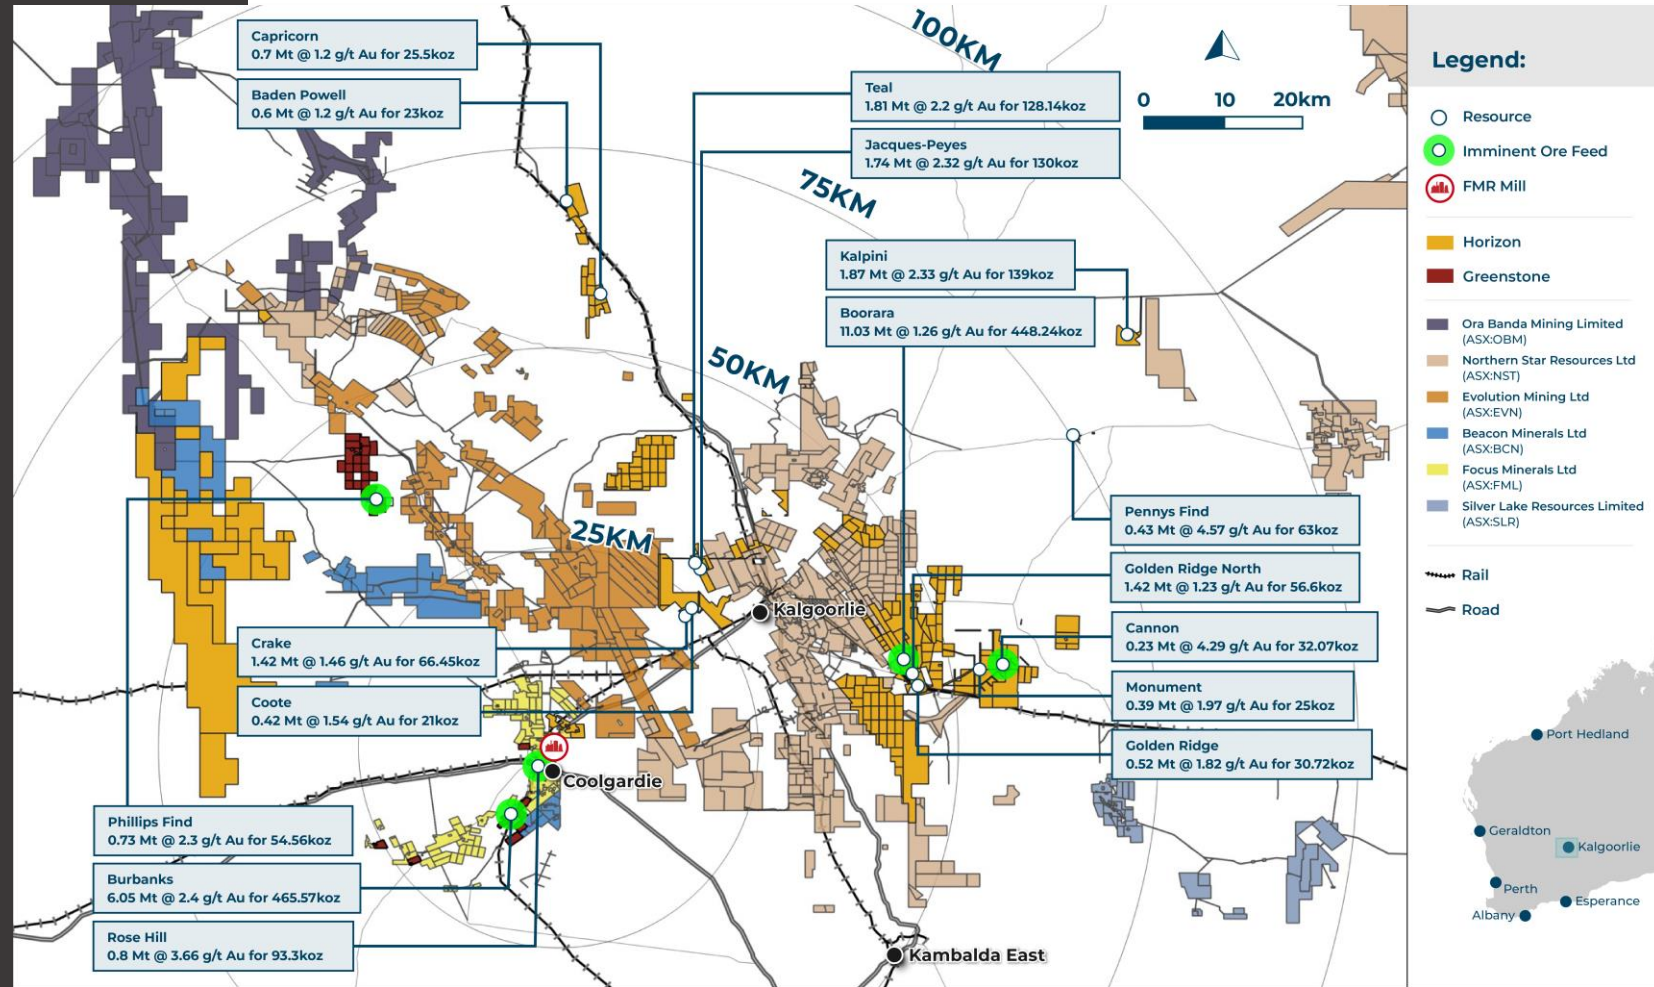 Capricorn
0.7 Mt @ 1.2 g/t Au for 25.5koz
Baden Powell
0.6 Mt @ 1.2 g/t Au for 23koz
100KM
Teal
1.81 Mt @ 2.2 g/t Au for 128.14koz
Jacques-Peyes
1.74 Mt @ 2.32 g/t Au for 130koz
0 10 20km
75KM
Kalpini
1.87 Mt @ 2.33 g/t Au for 139koz
Boorara
11.03 Mt @ 1.26 g/t Au for 448.24koz
50KM
25KM
Pennys Find
0.43 Mt @ 4.57 g/t Au for 63koz
Golden Ridge North
1.42 Mt @ 1.23 g/t Au for 56.6koz
Kalgoorlie
Cannon
0.23 Mt @ 4.29 g/t Au for 32.07koz
Crake
1.42 Mt @ 1.46 g/t Au for 66.45koz
Monument
0.39 Mt @ 1.97 g/t Au for 25koz
Coote
0.42 Mt @ 1.54 g/t Au for 21koz
Golden Ridge
0.52 Mt @ 1.82 g/t Au for 30.72koz
Coolgardie
Phillips Find
0.73 Mt @ 2.3 g/t Au for 54.56koz
Burbanks
6.05 Mt @ 2.4 g/t Au for 465.57koz
Rose Hill
0.8 Mt @ 3.66 g/t Au for 93.3koz
Kambalda East
Legend:
Resource
Imminent Ore Feed
FMR Mill
Horizon
Greenstone
Ora Banda Mining Limited
(ASX:OBM)
Northern Star Resources Ltd
(ASX:NST)
Evolution Mining Ltd
(ASX:EVN)
Beacon Minerals Ltd
(ASX:BCN)
Focus Minerals Ltd
(ASX:FML)
Silver Lake Resources Limited
(ASX:SLR)
Rail
Road
Port Hedland
Geraldton
Kalgoorlie
Perth
Esperance
Albany